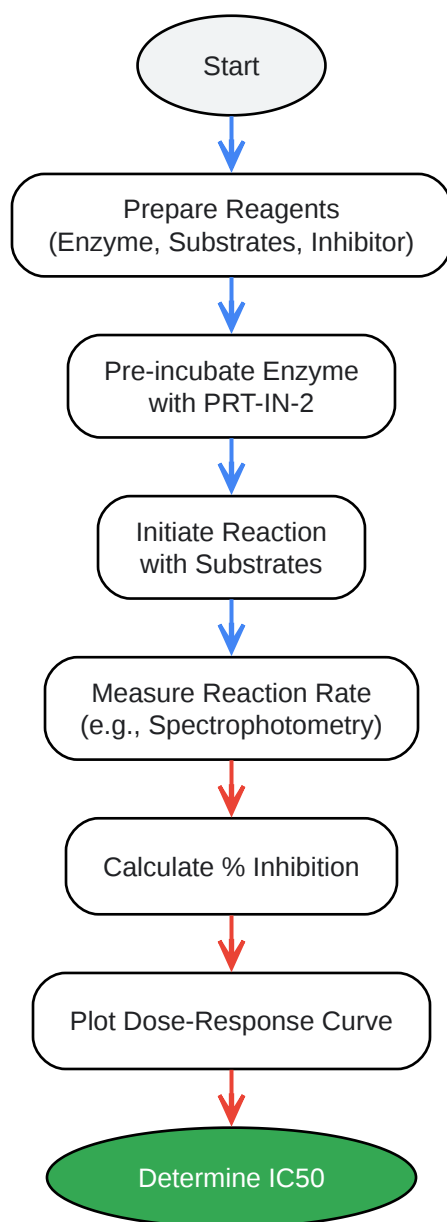 Start
Prepare Reagents
(Enzyme, Substrates, Inhibitor)
Pre-incubate Enzyme
with PRT-IN-2
Initiate Reaction
with Substrates
Measure Reaction Rate
(e.g., Spectrophotometry)
Calculate % Inhibition
Plot Dose-Response Curve
Determine IC50